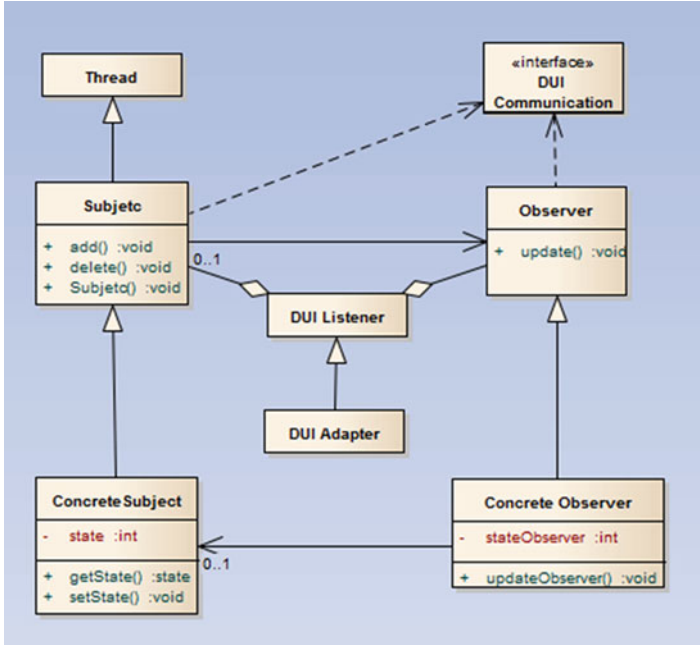 Thread
«interface»
DUI
Communication
Subjetc
+ add() :void
+ delete() :void
+ Subjetc() :void
Observer
+ update() :void
0..1
DUI Listener
DUI Adapter
ConcreteSubject
- state :int
+ getState() :state
+ setState() :void
Concrete Observer
- stateObserver :int
+ updateObserver() :void
0..1